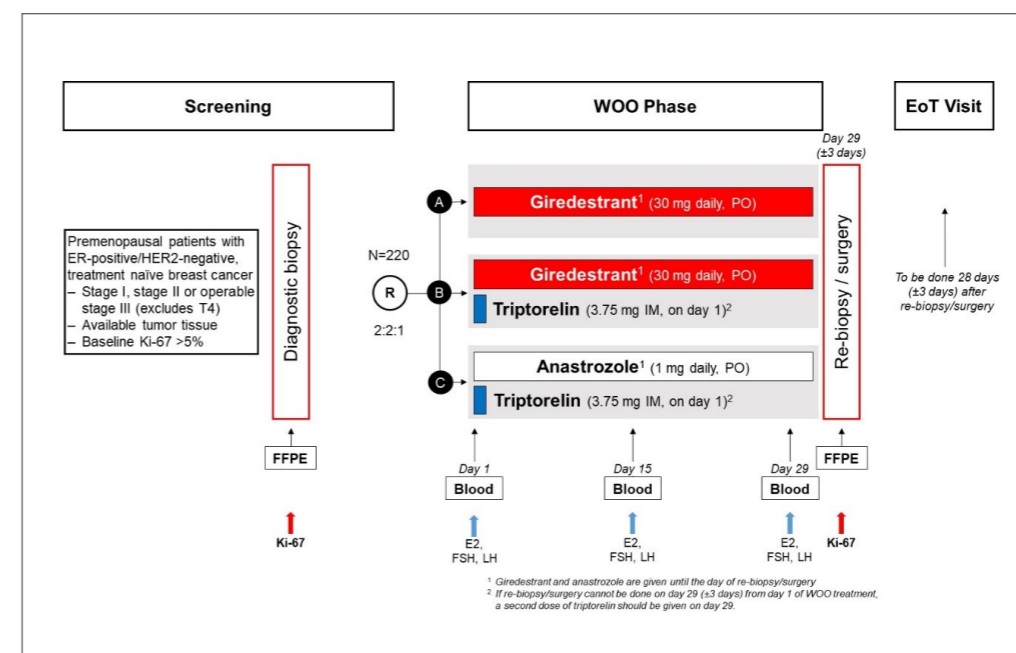 Screening
WOO Phase
EoT Visit
Day 29
(±3 days)
Premenopausal patients with
ER-positive/HER2-negative,
treatment naïve breast cancer
– Stage I, stage II or operable
stage III (excludes T4)
– Available tumor tissue
– Baseline Ki-67 >5%
Diagnostic biopsy
N=220
R
2:2:1
A
Giredestrant¹ (30 mg daily, PO)
B
Giredestrant¹ (30 mg daily, PO)
Triptorelin (3.75 mg IM, on day 1)²
C
Anastrozole¹ (1 mg daily, PO)
Triptorelin (3.75 mg IM, on day 1)²
Re-biopsy / surgery
To be done 28 days
(±3 days) after
re-biopsy/surgery
FFPE
Ki-67
Day 1
Blood
E2,
FSH, LH
Day 15
Blood
E2,
FSH, LH
Day 29
Blood
E2,
FSH, LH
FFPE
Ki-67
¹ Giredestrant and anastrozole are given until the day of re-biopsy/surgery
² If re-biopsy/surgery cannot be done on day 29 (±3 days) from day 1 of WOO treatment,
a second dose of triptorelin should be given on day 29.